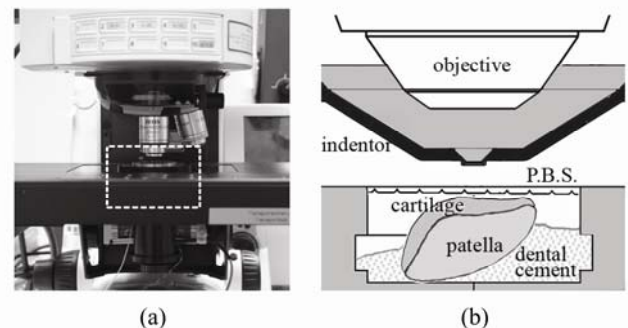 objective
indentor
P.B.S.
cartilage
patella
dental
cement
(a)
(b)